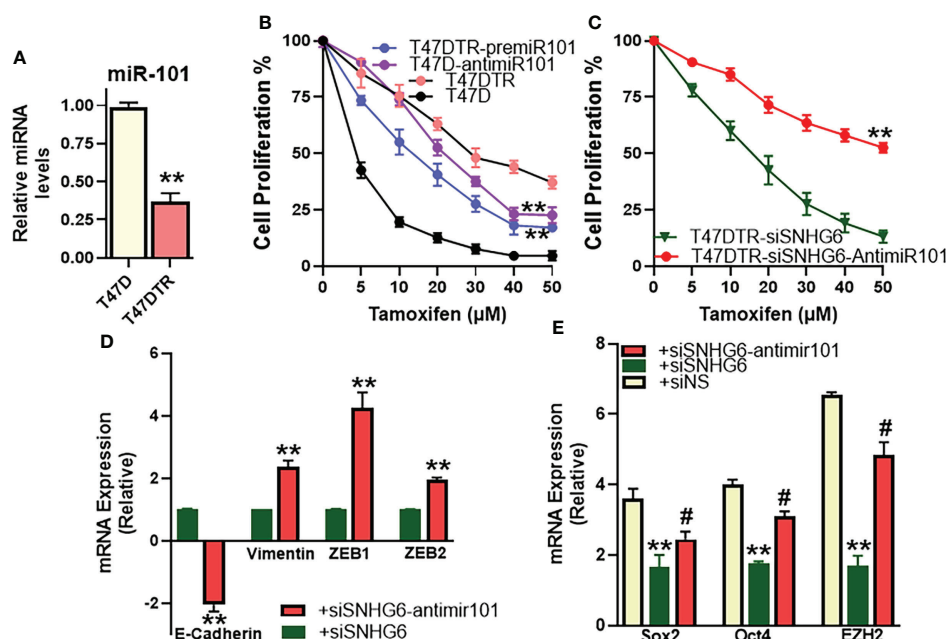 A
miR-101
Relative miRNA
levels
1.00
0.75
0.50
0.25
0.00
**
T47D
T47DTR
B
Cell Proliferation %
100
75
50
25
0
T47DTR-premiR101
T47D-antimiR101
T47DTR
T47D
**
**
0 5 10 20 30 40 50
Tamoxifen (µM)
C
Cell Proliferation %
100
75
50
25
0
**
T47DTR-siSNHG6
T47DTR-siSNHG6-AntimiR101
0 5 10 20 30 40 50
Tamoxifen (µM)
D
mRNA Expression
(Relative)
6
4
2
0
-2
** ** **
Vimentin ZEB1 ZEB2
**
E-Cadherin
+siSNHG6-antimir101
+siSNHG6
E
mRNA Expression
(Relative)
8
6
4
2
0
+siSNHG6-antimir101
+siSNHG6
+siNS
** # ** # ** #
Sox2 Oct4 EZH2